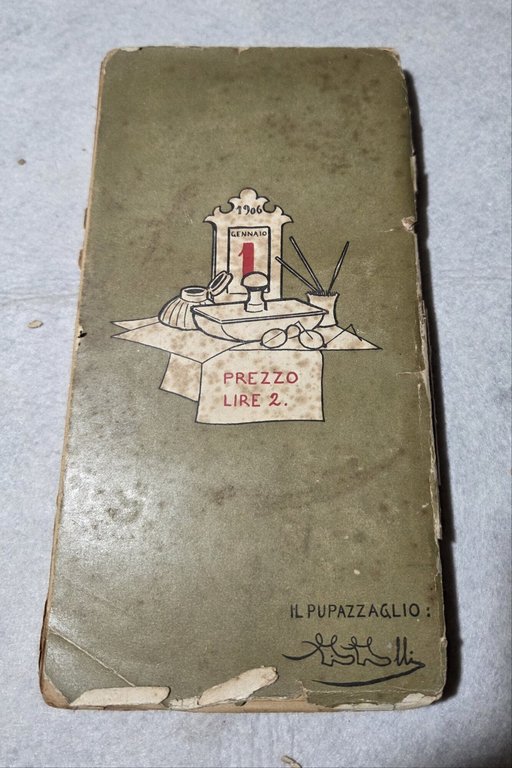 1906
GENNAIO
1
PREZZO
LIRE 2.
IL PUPAZZAGLIO: